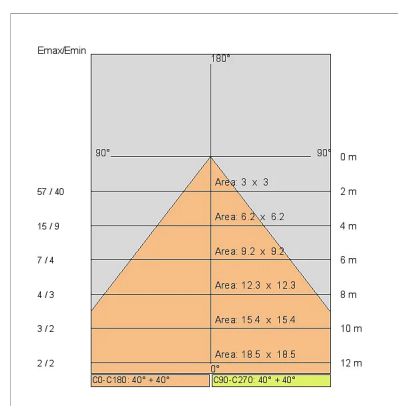 Emax/Emin
180°
90° 90° 0 m
Area: 3 x 3
57 / 40 2 m
Area: 6.2 x 6.2
15 / 9 4 m
Area: 9.2 x 9.2
7 / 4 6 m
Area: 12.3 x 12.3
4 / 3 8 m
Area: 15.4 x 15.4
3 / 2 10 m
Area: 18.5 x 18.5
2 / 2 12 m
0°
C0-C180: 40° + 40° C90-C270: 40° + 40°